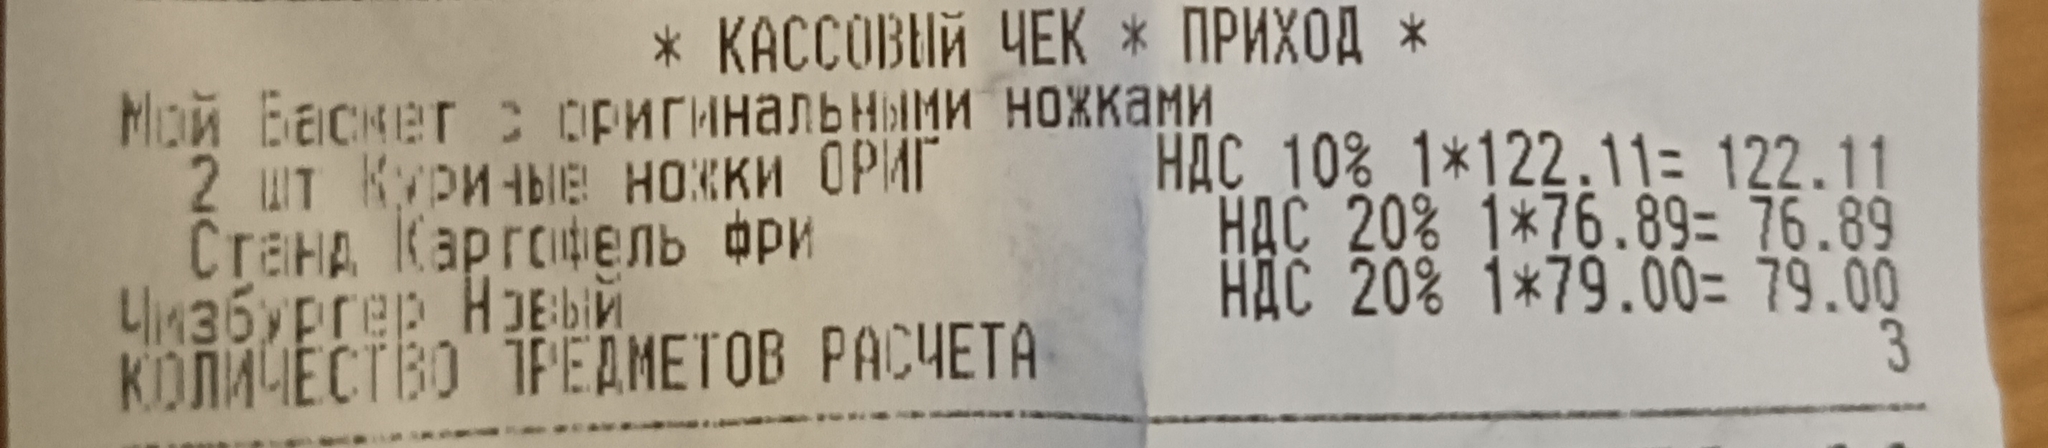 * КАССОВЫЙ ЧЕК * ПРИХОД *
Мой Баскет с оригинальными ножками
2 шт Куриные ножки ОРИГ НДС 10% 1*122.11= 122.11
Станд Картофель фри НДС 20% 1*76.89= 76.89
Чизбургер Новый НДС 20% 1*79.00= 79.00
КОЛИЧЕСТВО ПРЕДМЕТОВ РАСЧЕТА 3